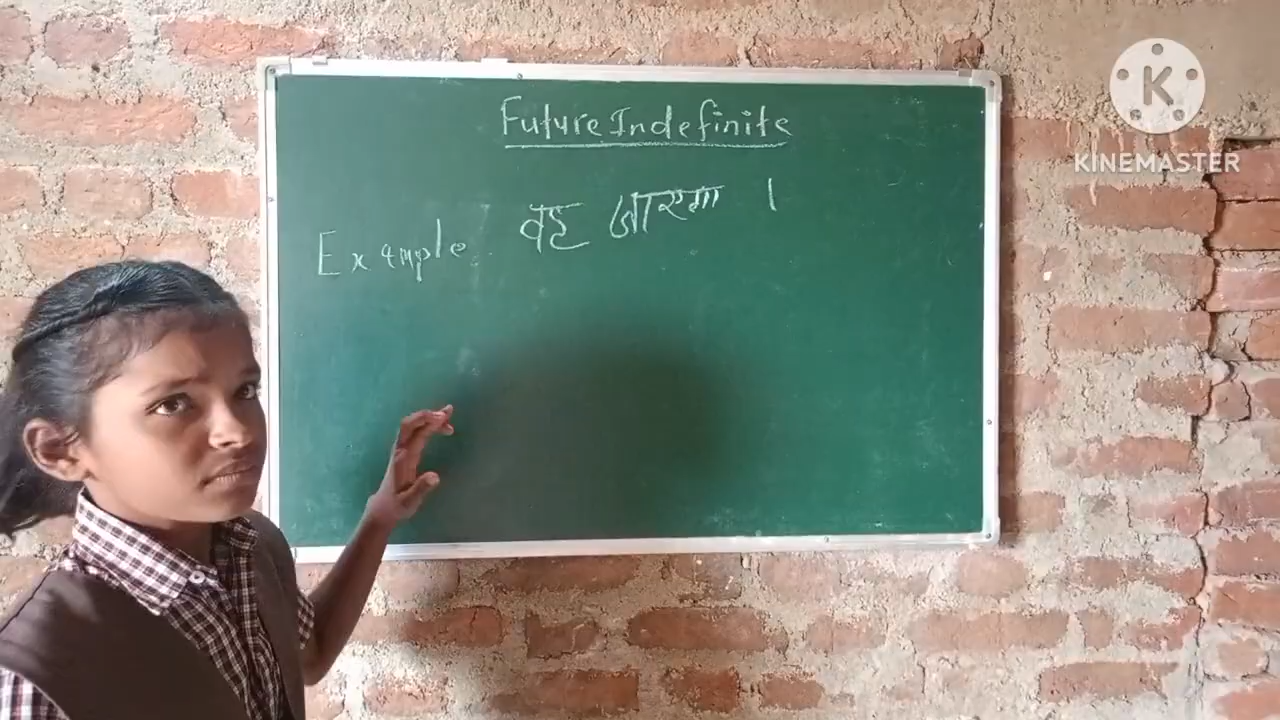 Future Indefinite
Example वह जाएगा ।
K
KINEMASTER